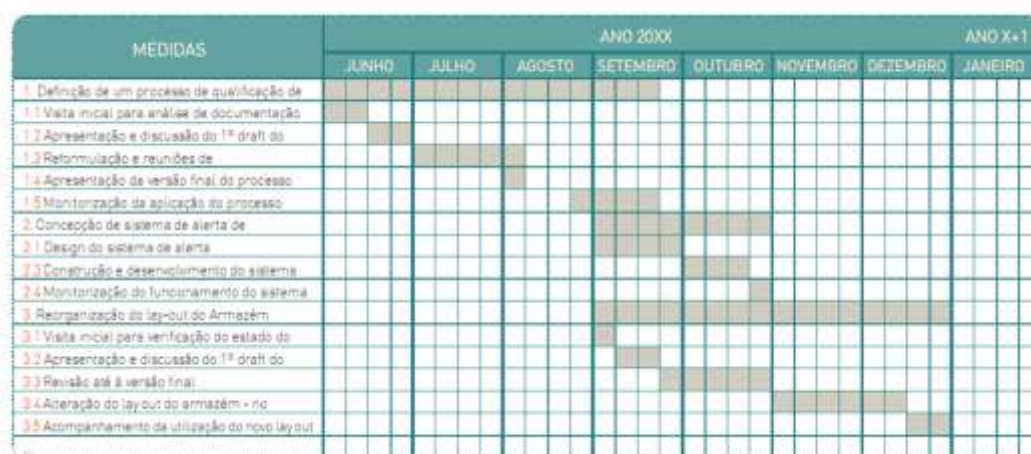 MEDIDAS
ANO 20XX
ANO X+1
JUNHO
JULHO
AGOSTO
SETEMBRO
OUTUBRO
NOVEMBRO
DEZEMBRO
JANEIRO
1. Definição de um processo de qualificação de
1.1 Visita inicial para análise de documentação
1.2 Apresentação e discussão do 1º draft do
1.3 Reformulação e reuniões de
1.4 Apresentação da versão final do processo
1.5 Monitorização da aplicação do processo
2. Concepção de sistema de alerta de
2.1 Design do sistema de alerta
2.3 Construção e desenvolvimento do sistema
2.4 Monitorização do funcionamento do sistema
3. Reorganização do lay-out do Armazém
3.1 Visita inicial para verificação do estado do
3.2 Apresentação e discussão do 1º draft do
3.3 Revisão até à versão final
3.4 Alteração do layout do armazém - no
3.5 Acompanhamento da utilização do novo layout